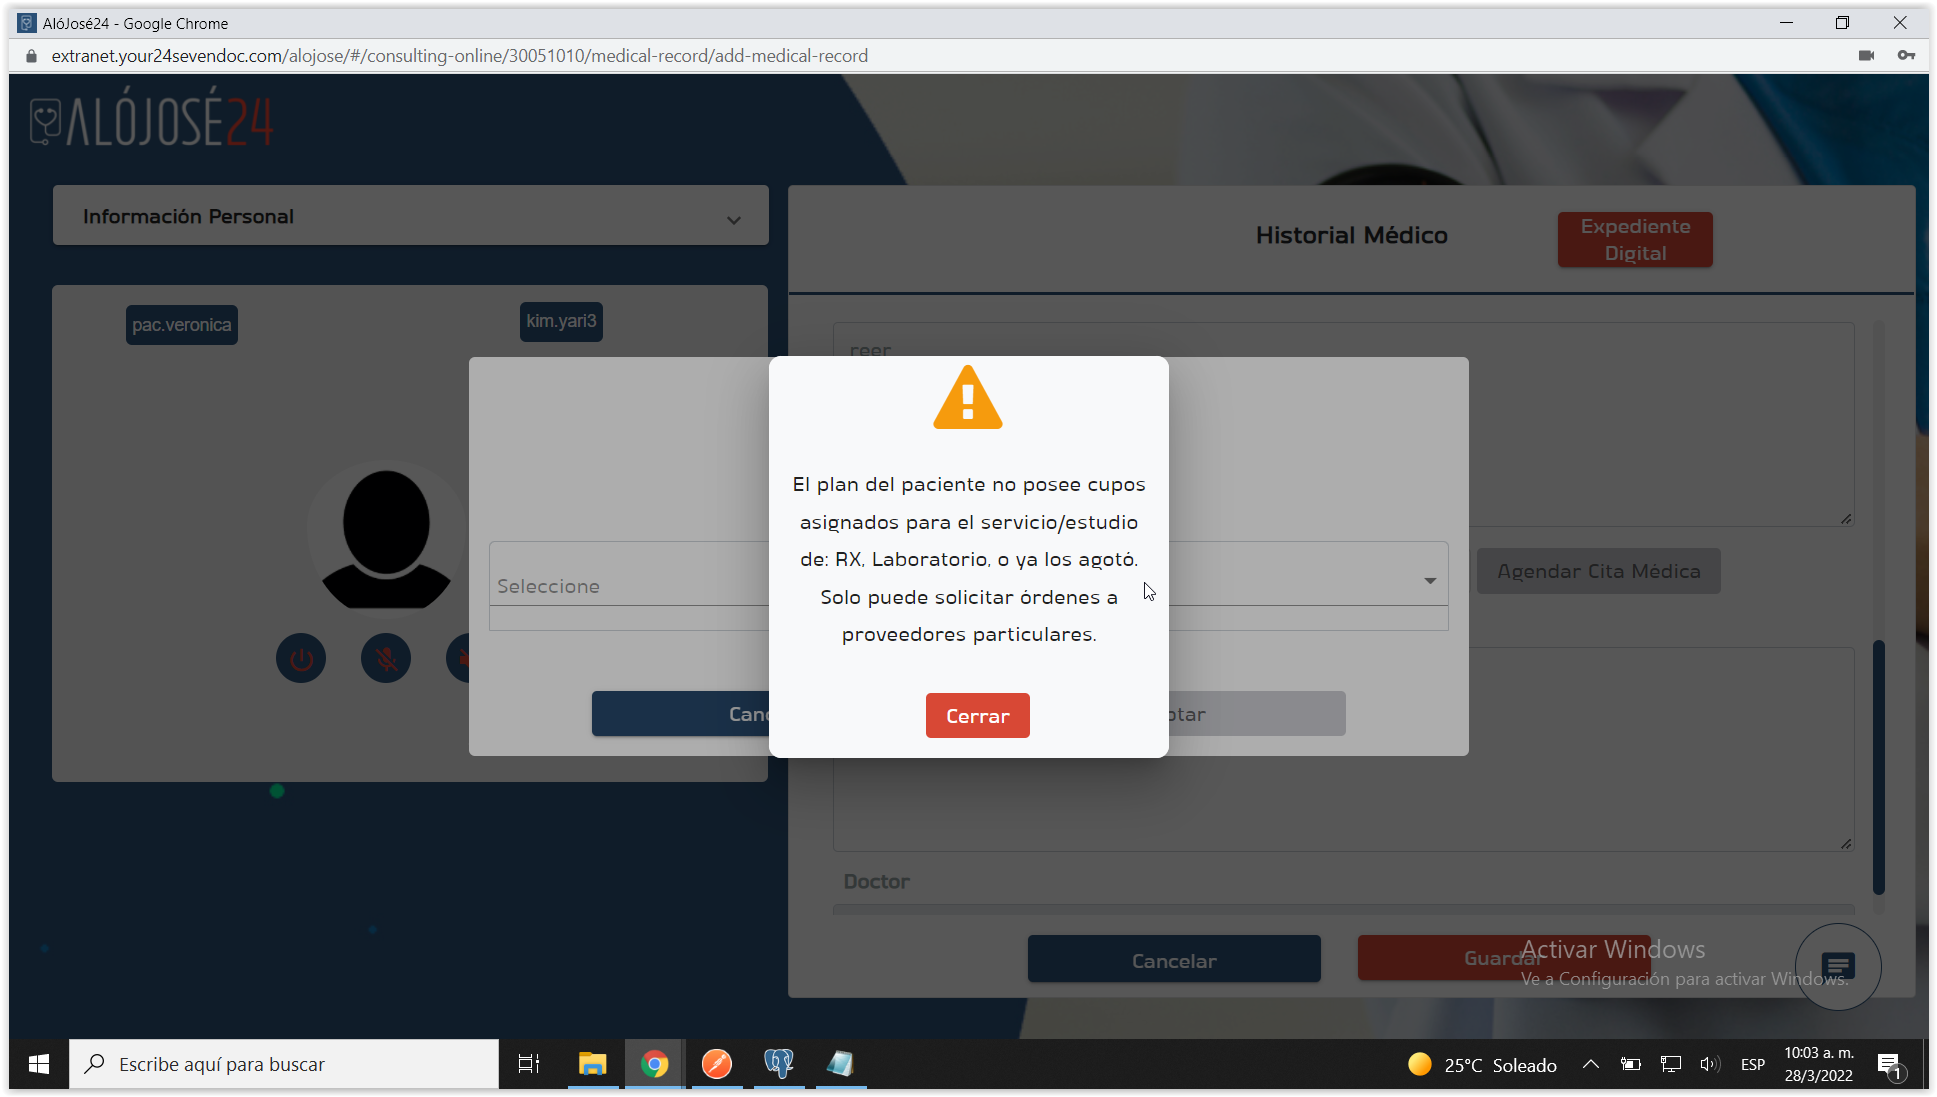 AlóJosé24 - Google Chrome
extranet.your24sevendoc.com/alojose/#/consulting-online/30051010/medical-record/add-medical-record
ALÓJOSÉ24
Información Personal
Historial Médico
Expediente
Digital
pac.veronica
kim.yari3
reer
El plan del paciente no posee cupos
asignados para el servicio/estudio
de: RX, Laboratorio, o ya los agotó.
Solo puede solicitar órdenes a
proveedores particulares.
Seleccione
Agendar Cita Médica
Canc
otar
Cerrar
Doctor
Cancelar
Guardar
Activar Windows
Ve a Configuración para activar Windows.
Escribe aquí para buscar
25°C Soleado
ESP
10:03 a. m.
28/3/2022
1